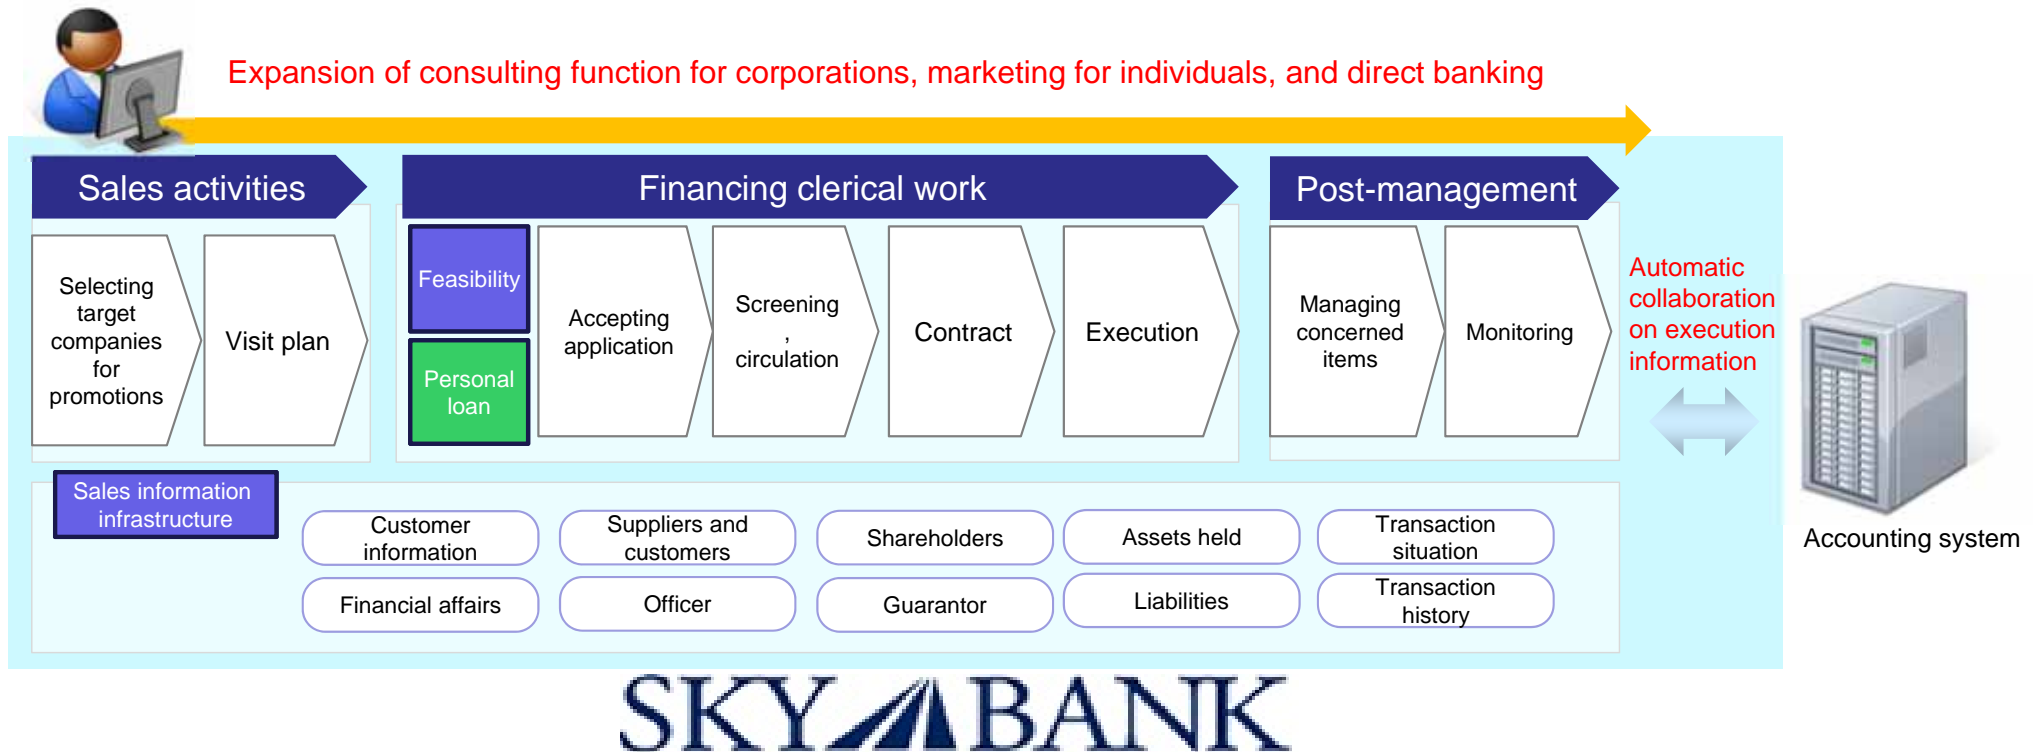 Expansion of consulting function for corporations, marketing for individuals, and direct banking
Sales activities
Financing clerical work
Post-management
Selecting
target
companies
for
promotions
Visit plan
Feasibility
Personal
loan
Accepting
application
Screening
,
circulation
Contract
Execution
Managing
concerned
items
Monitoring
Automatic
collaboration
on execution
information
Accounting system
Sales information
infrastructure
Customer
information
Suppliers and
customers
Shareholders
Assets held
Transaction
situation
Financial affairs
Officer
Guarantor
Liabilities
Transaction
history
SKY BANK